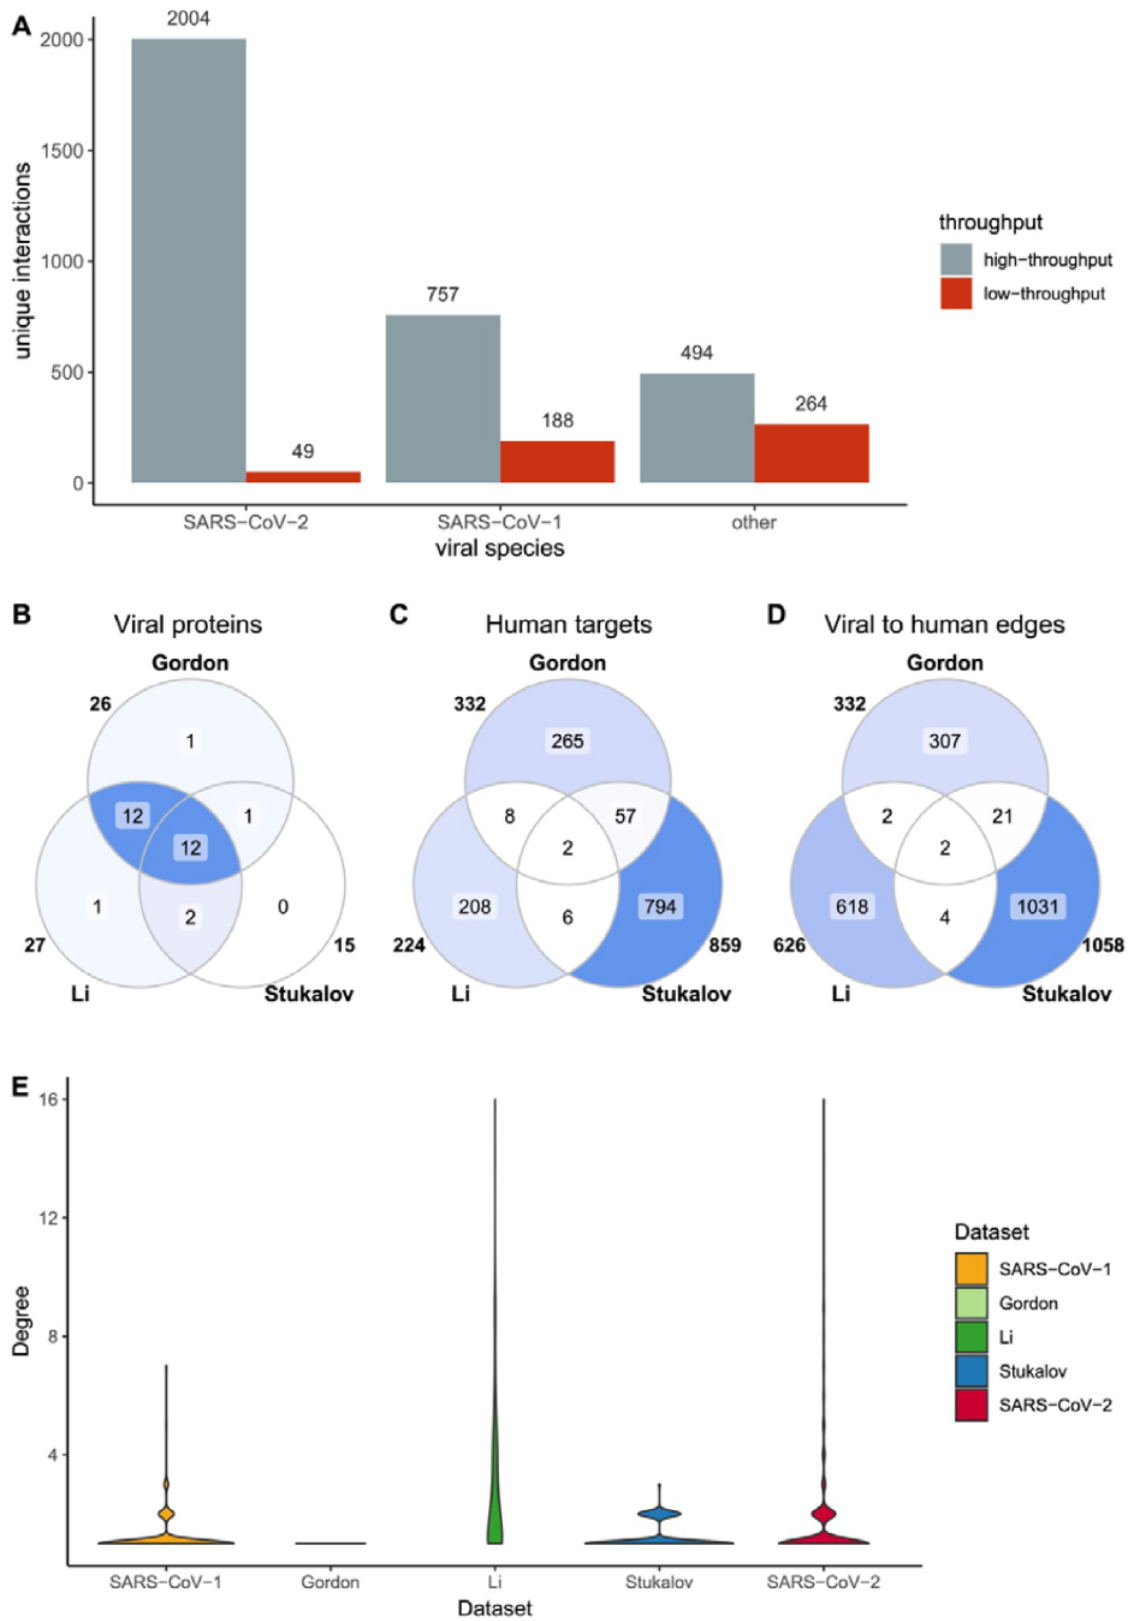 A
unique interactions
2000
1500
1000
500
0
2004
49
757
188
494
264
SARS−CoV−2
SARS−CoV−1
other
viral species
throughput
high−throughput
low−throughput
B
Viral proteins
Gordon
26
1
12
1
12
1
2
0
27
15
Li
Stukalov
C
Human targets
Gordon
332
265
8
57
2
208
6
794
224
859
Li
Stukalov
D
Viral to human edges
Gordon
332
307
2
21
2
618
4
1031
626
1058
Li
Stukalov
E
Degree
16
12
8
4
SARS−CoV−1
Gordon
Li
Stukalov
SARS−CoV−2
Dataset
Dataset
SARS−CoV−1
Gordon
Li
Stukalov
SARS−CoV−2